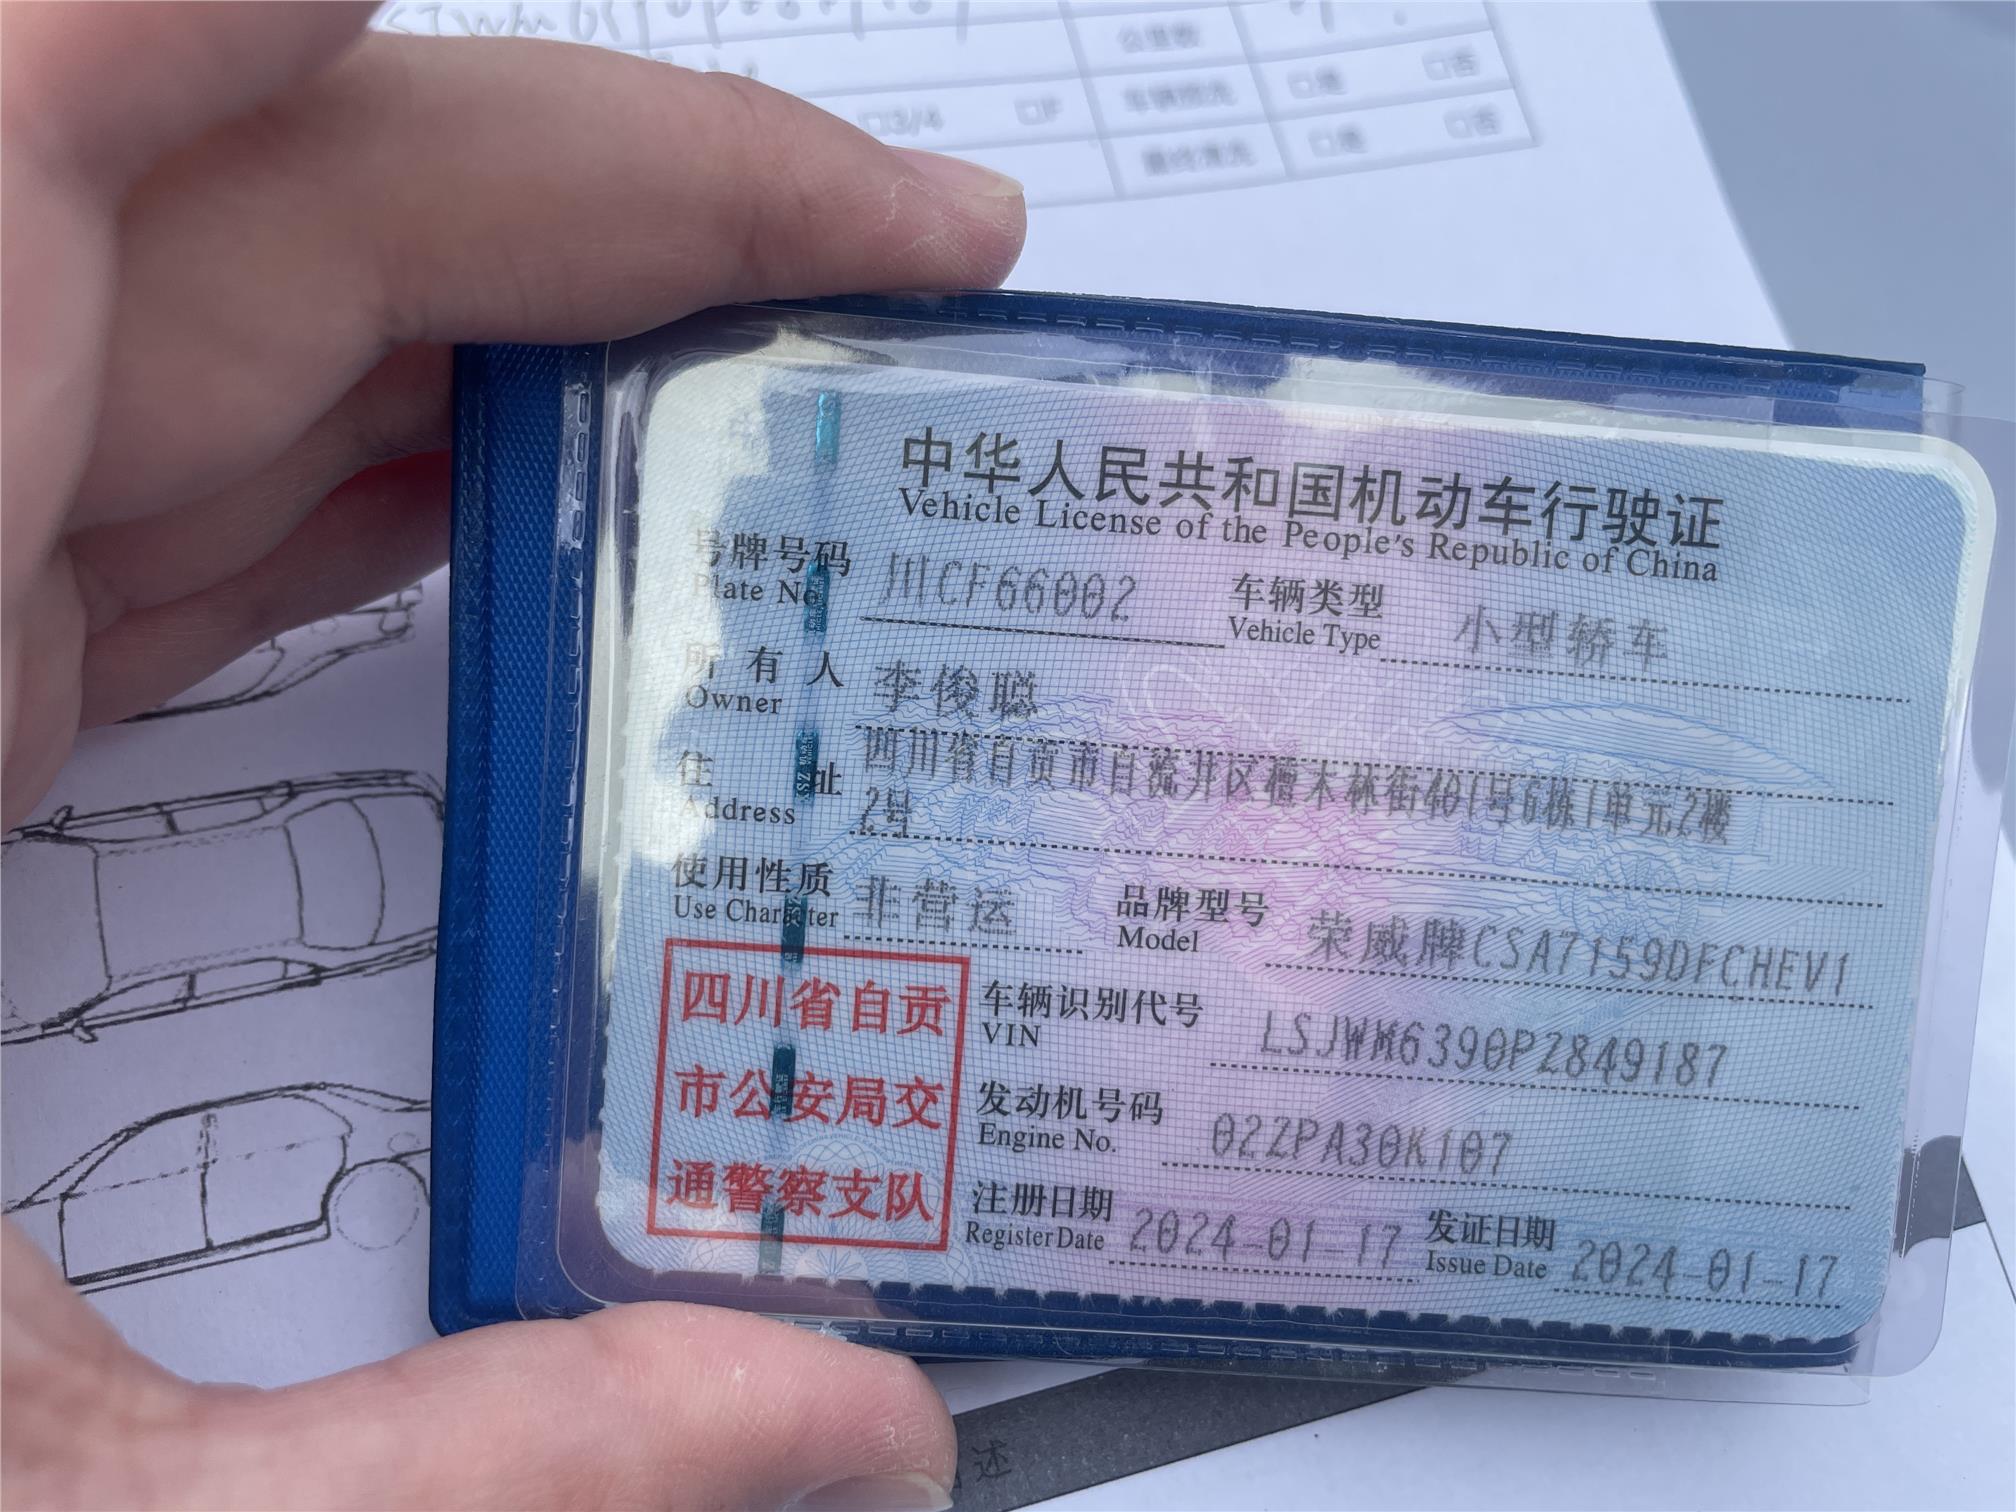 □3/4 □F
□是 □否
□是 □否
中华人民共和国机动车行驶证
Vehicle License of the People's Republic of China
号牌号码 川CF66002 车辆类型 小型轿车
Plate No. Vehicle Type
所有人 李俊聪
Owner
住址 四川省自贡市自流井区檀木林街401号6栋1单元2楼
Address 2号
使用性质 非营运 品牌型号 荣威牌CSA7159DFCHEV1
Use Character Model
四川省自贡
市公安局交
通警察支队
车辆识别代号 LSJWM6390PZ849187
VIN
发动机号码 02ZPA30K107
Engine No.
注册日期 2024-01-17 发证日期 2024-01-17
Register Date Issue Date
述